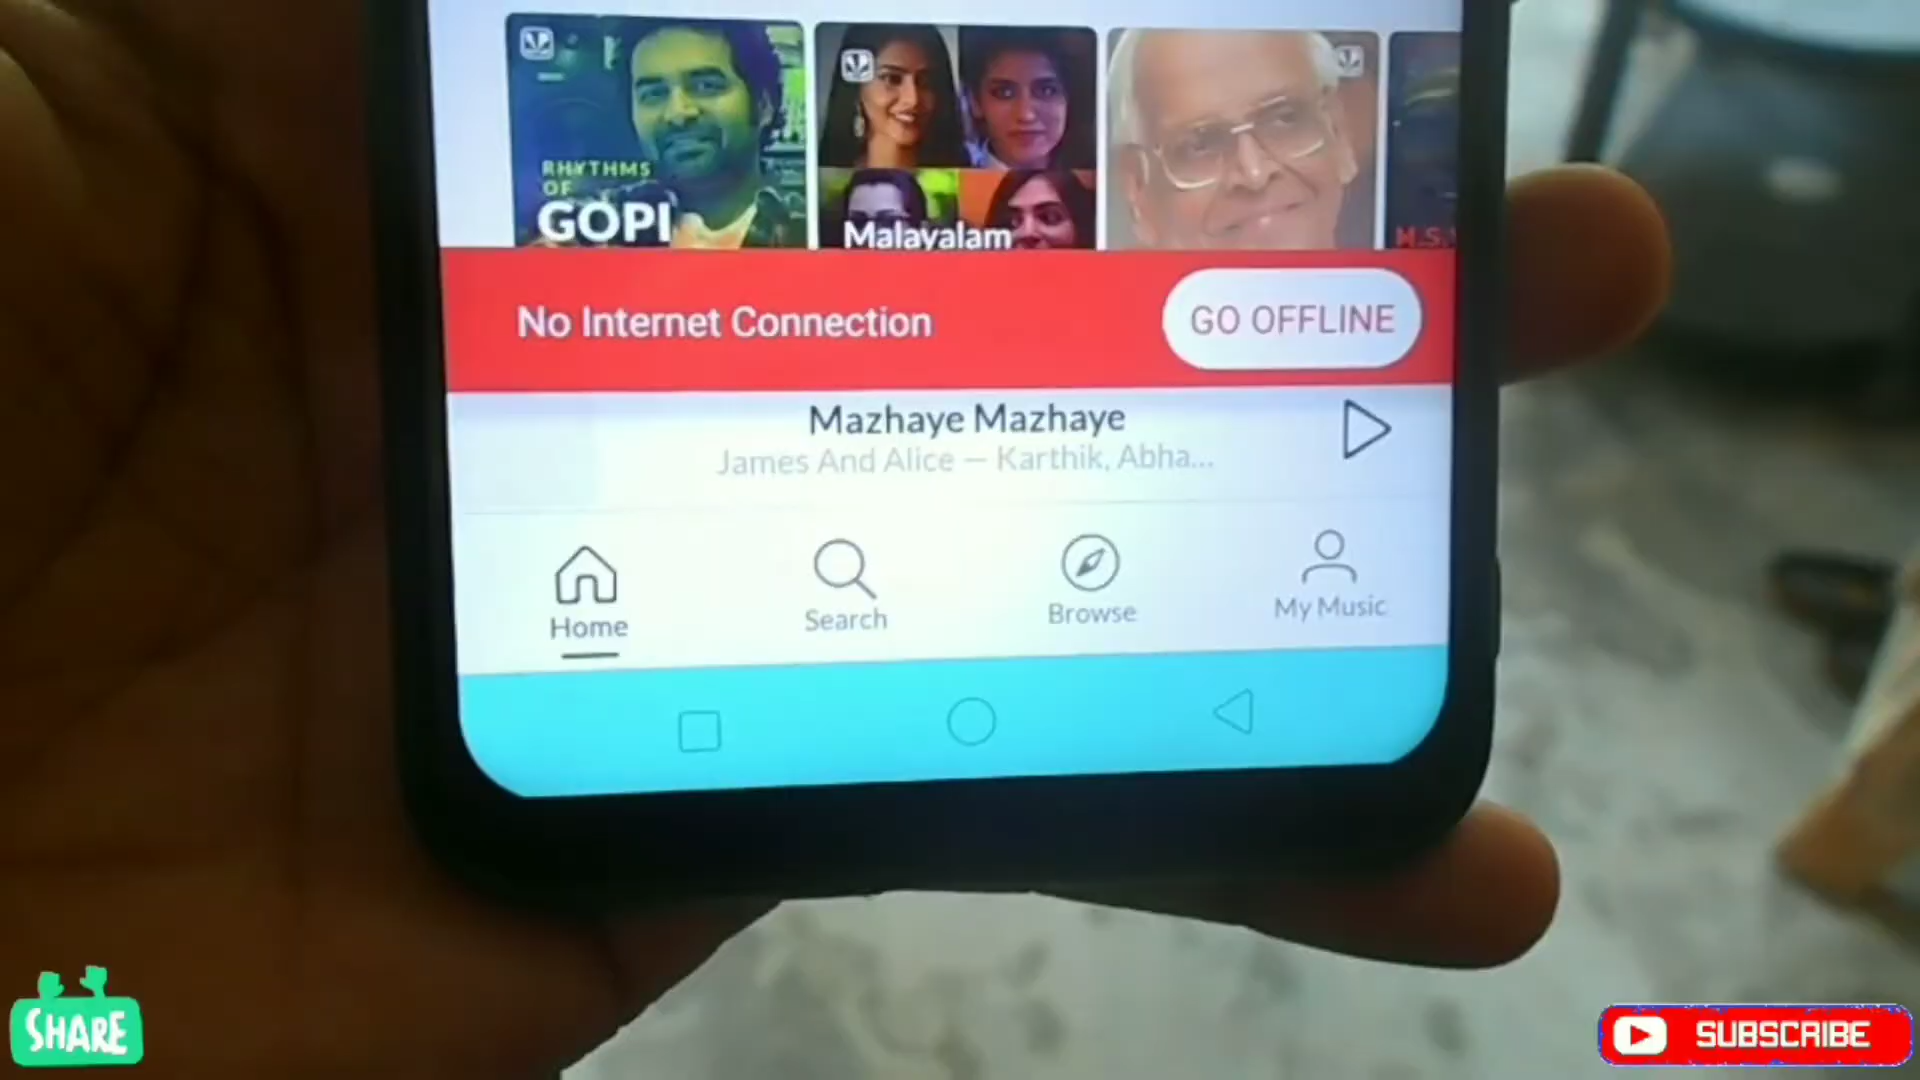 RHYTHMS
OF
GOPI
Malayalam
No Internet Connection
GO OFFLINE
Mazhaye Mazhaye
James And Alice — Karthik, Abha...
Home
Search
Browse
My Music
SHARE
SUBSCRIBE